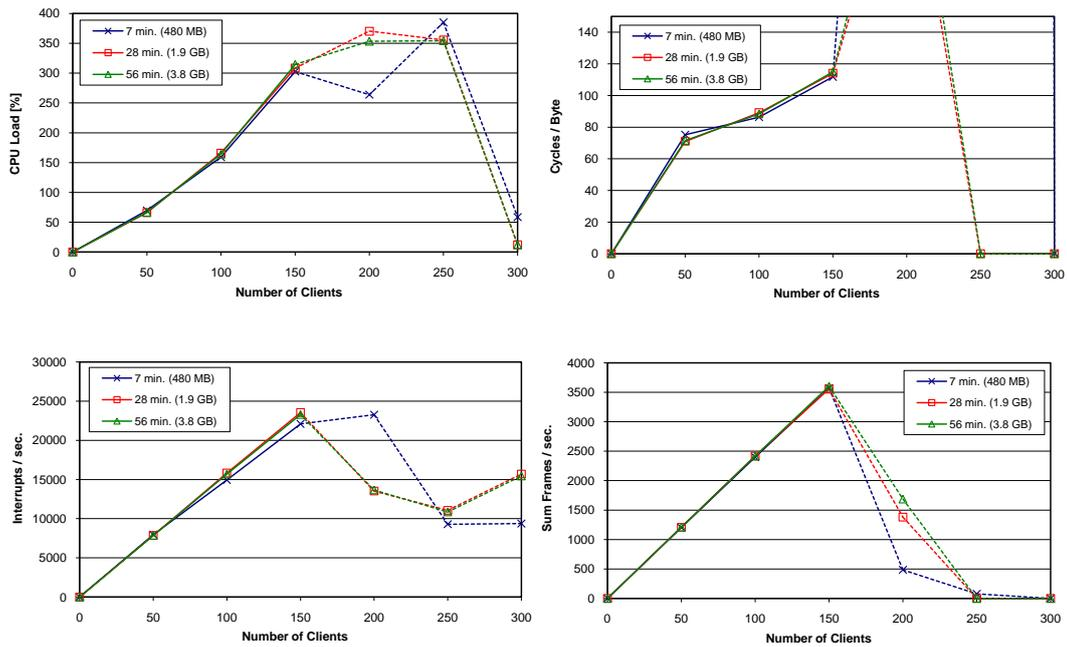 400
350
300
250
200
150
100
50
0
CPU Load [%]
7 min. (480 MB)
28 min. (1.9 GB)
56 min. (3.8 GB)
0 50 100 150 200 250 300
Number of Clients
140
120
100
80
60
40
20
0
Cycles / Byte
7 min. (480 MB)
28 min. (1.9 GB)
56 min. (3.8 GB)
0 50 100 150 200 250 300
Number of Clients
30000
25000
20000
15000
10000
5000
0
Interrupts / sec.
7 min. (480 MB)
28 min. (1.9 GB)
56 min. (3.8 GB)
0 50 100 150 200 250 300
Number of Clients
4000
3500
3000
2500
2000
1500
1000
500
0
Sum Frames / sec.
7 min. (480 MB)
28 min. (1.9 GB)
56 min. (3.8 GB)
0 50 100 150 200 250 300
Number of Clients